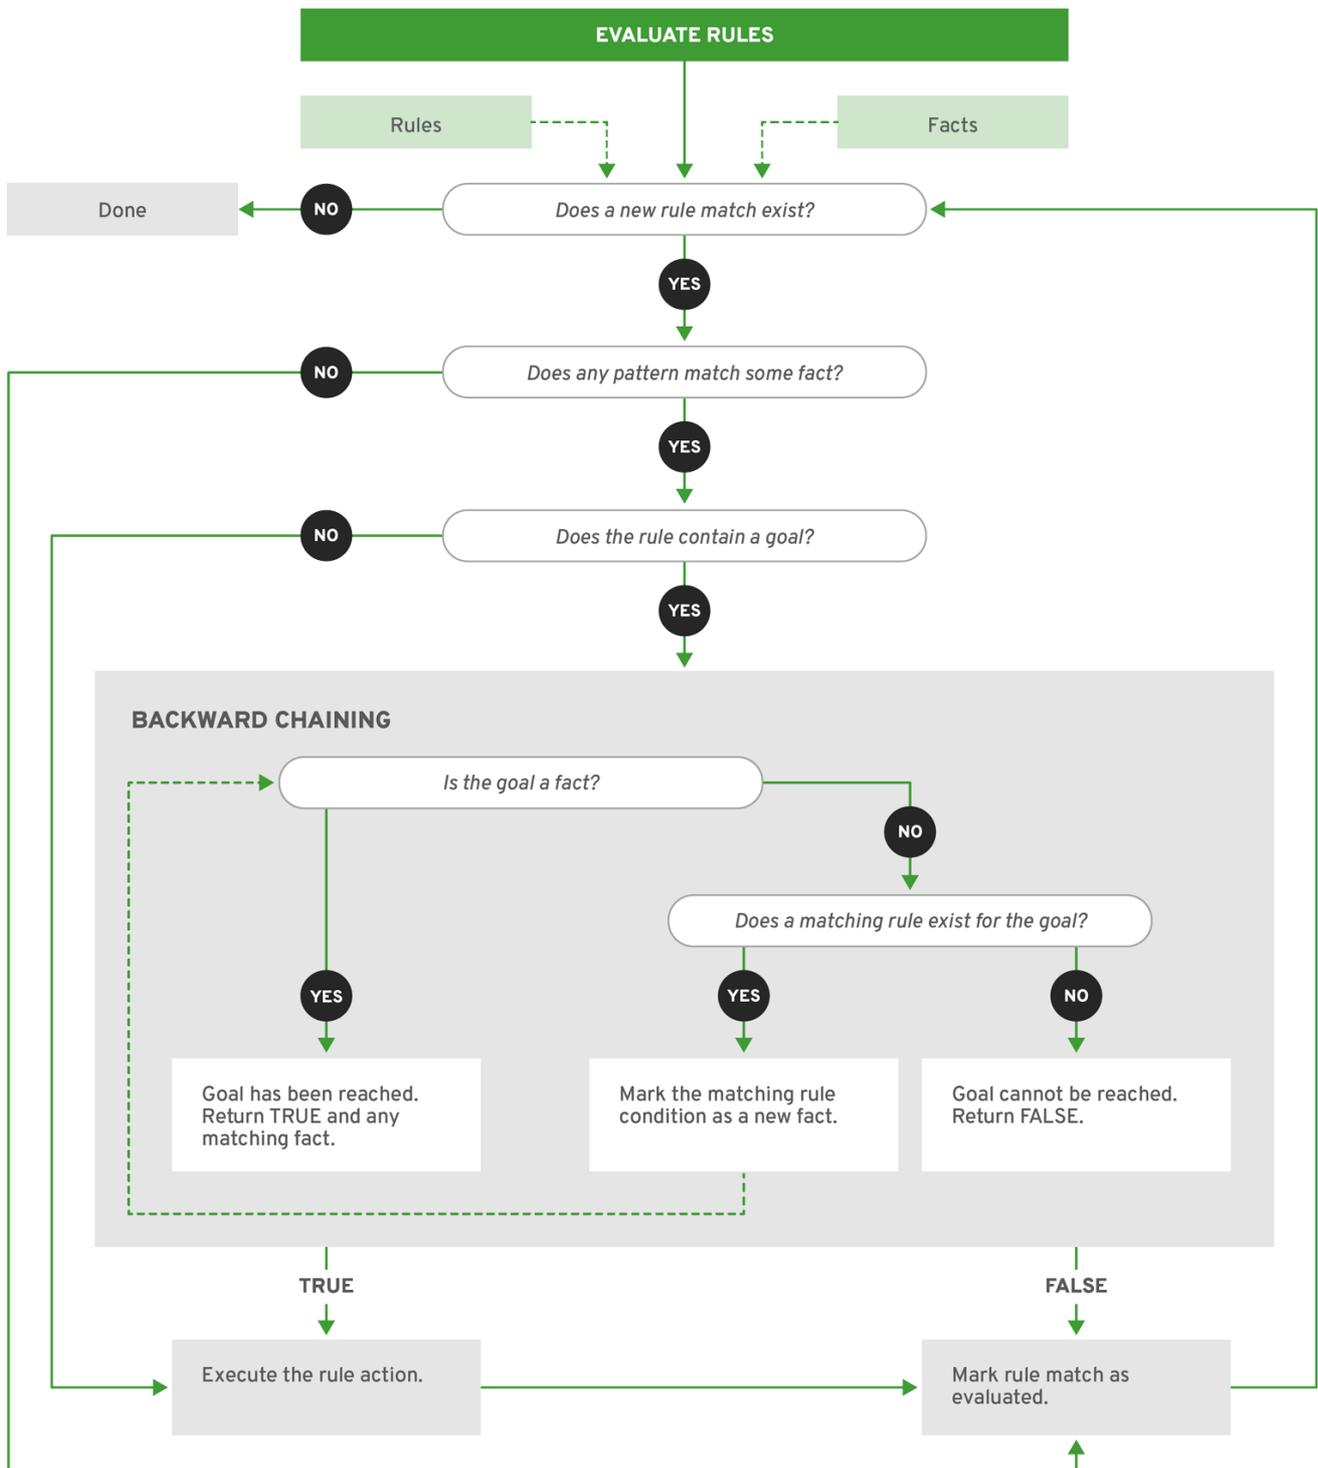 EVALUATE RULES
Rules
Facts
Done
NO
Does a new rule match exist?
YES
NO
Does any pattern match some fact?
YES
NO
Does the rule contain a goal?
YES
BACKWARD CHAINING
Is the goal a fact?
NO
Does a matching rule exist for the goal?
YES
YES
NO
Goal has been reached.
Return TRUE and any
matching fact.
Mark the matching rule
condition as a new fact.
Goal cannot be reached.
Return FALSE.
TRUE
FALSE
Execute the rule action.
Mark rule match as
evaluated.